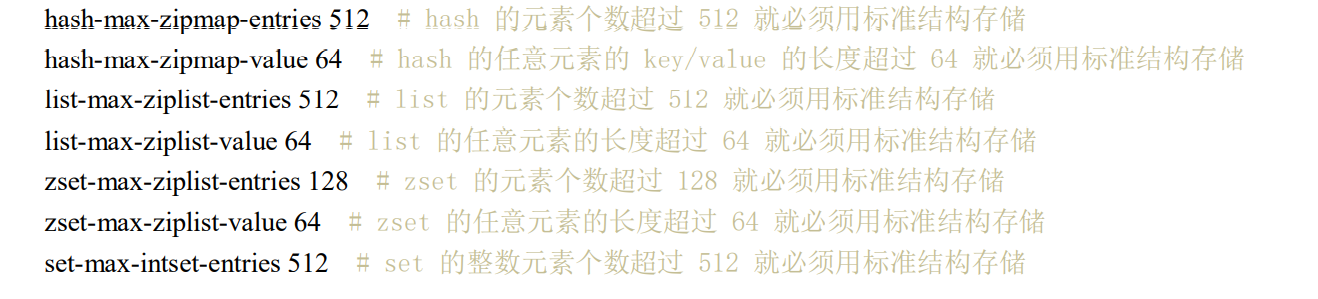 hash-max-zipmap-entries 512 # hash 的元素个数超过 512 就必须用标准结构存储
hash-max-zipmap-value 64 # hash 的任意元素的 key/value 的长度超过 64 就必须用标准结构存储
list-max-ziplist-entries 512 # list 的元素个数超过 512 就必须用标准结构存储
list-max-ziplist-value 64 # list 的任意元素的长度超过 64 就必须用标准结构存储
zset-max-ziplist-entries 128 # zset 的元素个数超过 128 就必须用标准结构存储
zset-max-ziplist-value 64 # zset 的任意元素的长度超过 64 就必须用标准结构存储
set-max-intset-entries 512 # set 的整数元素个数超过 512 就必须用标准结构存储